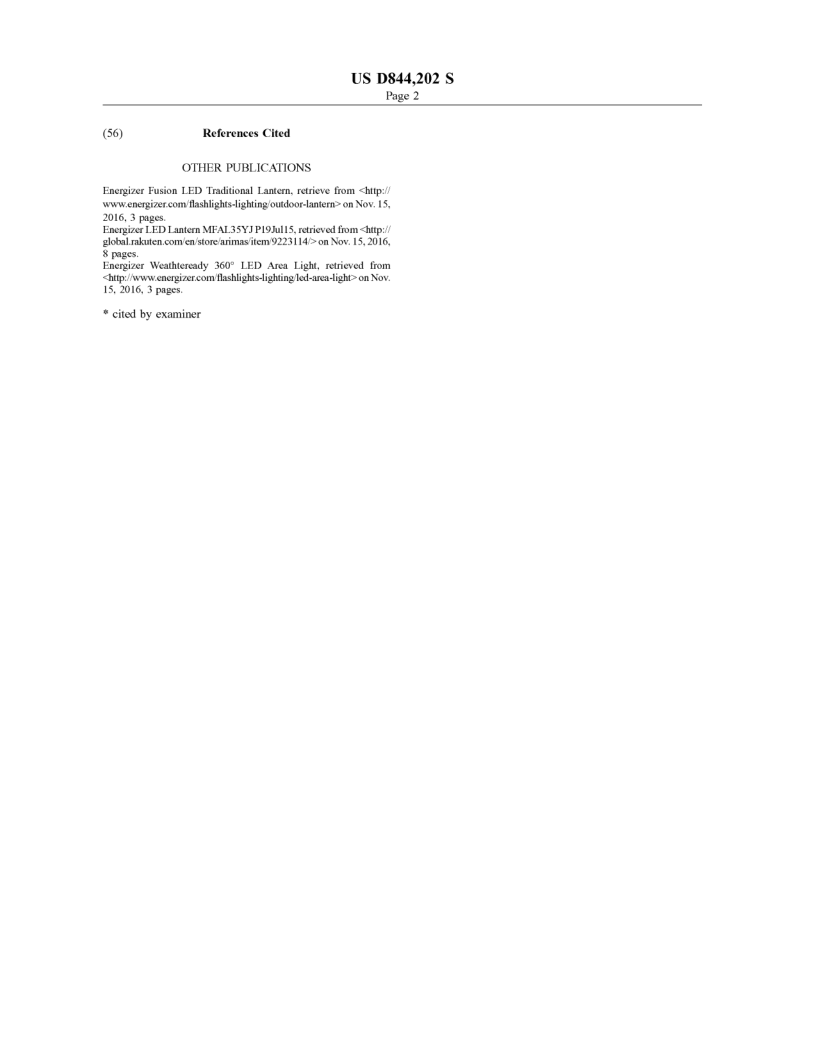 US D844,202 S
Page 2
(56) References Cited
OTHER PUBLICATIONS
Energizer Fusion LED Traditional Lantern, retrieve from <http://
www.energizer.com/flashlights-lighting/outdoor-lantern> on Nov. 15,
2016, 3 pages.
Energizer LED Lantern MFAL35YJ P19Jul15, retrieved from <http://
global.rakuten.com/en/store/arimas/item/9223114/> on Nov. 15, 2016,
8 pages.
Energizer Weathteready 360° LED Area Light, retrieved from
<http://www.energizer.com/flashlights-lighting/led-area-light> on Nov.
15, 2016, 3 pages.
* cited by examiner